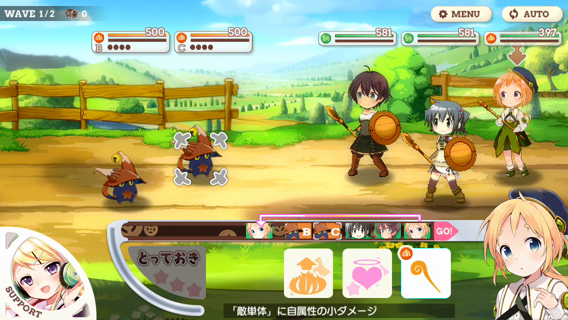 WAVE 1/2 0
MENU
AUTO
500
B
500
C
581
581
397
B
C
GO!
とっておき
SUPPORT
「敵単体」に自属性の小ダメージ